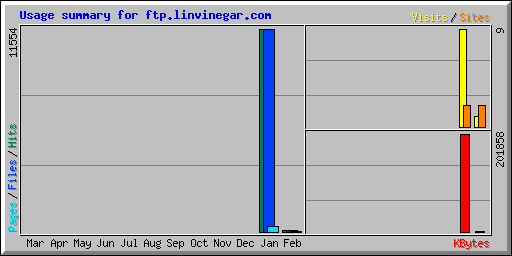 Usage summary for ftp.linvinegar.com
Visits / Sites
11554
9
Pages / Files / Hits
201858
Mar Apr May Jun Jul Aug Sep Oct Nov Dec Jan Feb
KBytes